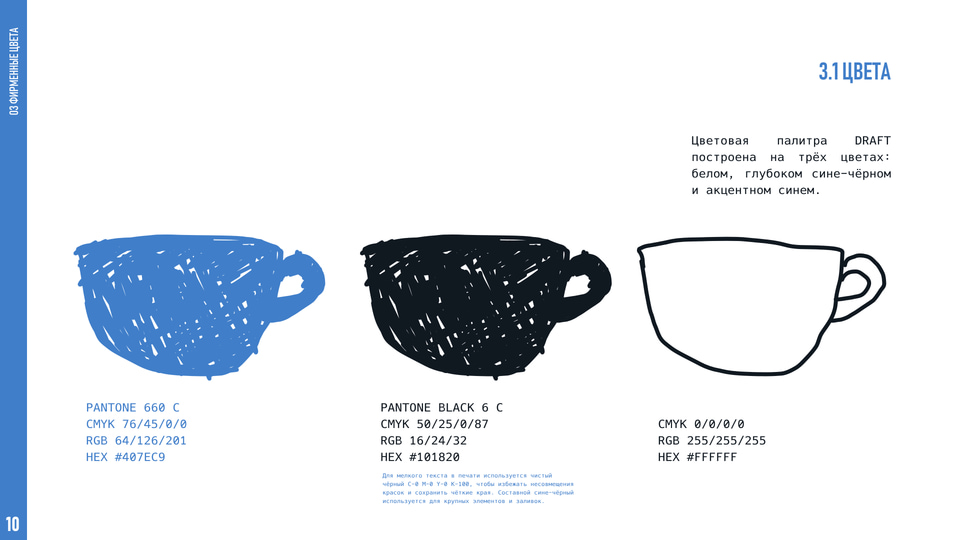 03 ФИРМЕННЫЕ ЦВЕТА
3.1 ЦВЕТА
Цветовая палитра DRAFT
построена на трёх цветах:
белом, глубоком сине-чёрном
и акцентном синем.
PANTONE 660 C
CMYK 76/45/0/0
RGB 64/126/201
HEX #407EC9
PANTONE BLACK 6 C
CMYK 50/25/0/87
RGB 16/24/32
HEX #101820
Для мелкого текста в печати используется чистый
чёрный C-0 M-0 Y-0 K-100, чтобы избежать несовмещения
красок и сохранить чёткие края. Составной сине-чёрный
используется для крупных элементов и заливок.
CMYK 0/0/0/0
RGB 255/255/255
HEX #FFFFFF
10